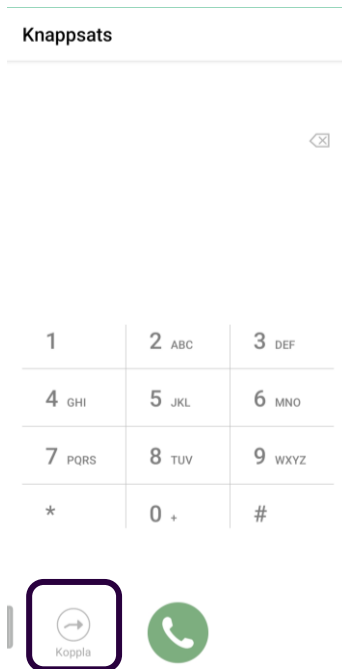 Knappsats
1 2 ABC 3 DEF
4 GHI 5 JKL 6 MNO
7 PQRS 8 TUV 9 WXYZ
* 0 + #
Koppla